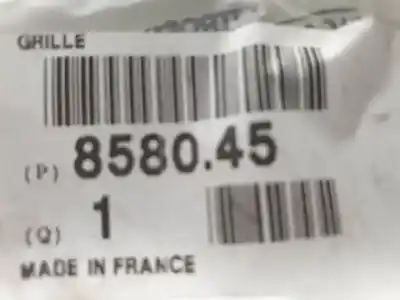 GRILLE
(P) 8580.45
(Q) 1
MADE IN FRANCE